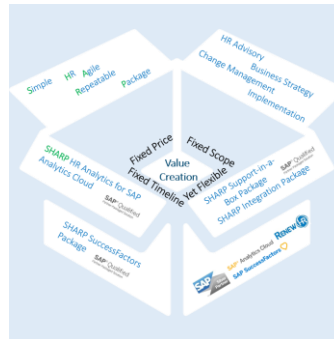 Simple HR Agile
Repeatable Package
HR Advisory
Business Strategy
Change Management
Implementation
Fixed Price
Fixed Scope
Value
Creation
Fixed Timeline
Yet Flexible
SHARP HR Analytics for SAP
Analytics Cloud
SAP Qualified
SHARP Support-in-a-
Box Package
SHARP Integration Package
SAP Qualified
SHARP SuccessFactors
Package
SAP Qualified
RENEWHR
SAP
SAP Analytics Cloud
SAP SuccessFactors